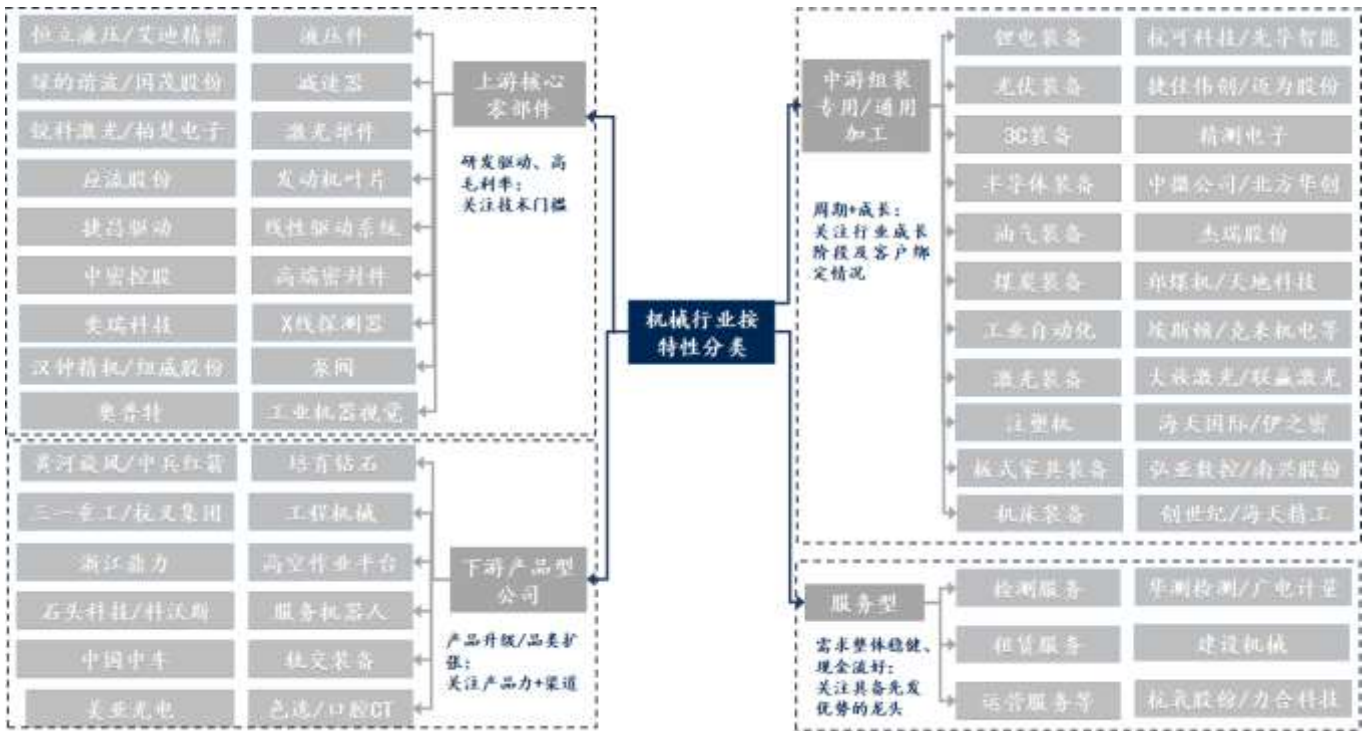 恒立液压/艾迪精密
液压件
绿的谐波/国茂股份
减速器
锐科激光/柏楚电子
激光部件
应流股份
发动机叶片
捷昌驱动
线性驱动系统
中密控股
高端密封件
奕瑞科技
X线探测器
汉钟精机/纽威股份
泵阀
奥普特
工业机器视觉
上游核心
零部件
研发驱动、高
毛利率;
关注技术门槛
黄河旋风/中兵红箭
培育钻石
三一重工/杭叉集团
工程机械
浙江鼎力
高空作业平台
石头科技/科沃斯
服务机器人
中国中车
轨交装备
美亚光电
色选/口腔CT
下游产品型
公司
产品升级/品类扩
张;
关注产品力+渠道
机械行业按
特性分类
中游组装
专用/通用
加工
周期+成长:
关注行业成长
阶段及客户绑
定情况
锂电装备
杭可科技/先导智能
光伏装备
捷佳伟创/迈为股份
3C装备
精测电子
半导体装备
中微公司/北方华创
油气装备
杰瑞股份
煤炭装备
郑煤机/天地科技
工业自动化
埃斯顿/克来机电等
激光装备
大族激光/联赢激光
注塑机
海天国际/伊之密
板式家具装备
弘亚数控/南兴股份
机床装备
创世纪/海天精工
服务型
需求整体稳健、
现金流好;
关注具备先发
优势的龙头
检测服务
华测检测/广电计量
租赁服务
建设机械
运营服务等
杭氧股份/力合科技